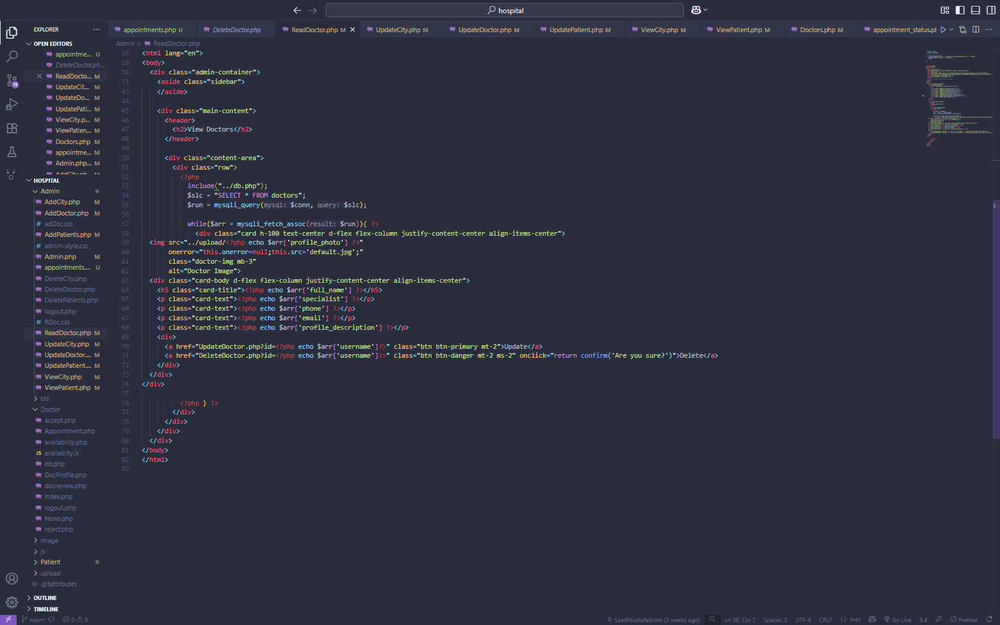 hospital
EXPLORER
appointments.php U
DeleteDoctor.php
ReadDoctor.php M
UpdateCity.php M
UpdateDoctor.php M
UpdatePatient.php M
ViewCity.php M
ViewPatient.php M
Doctors.php M
appointment_status.pl
OPEN EDITORS
appointme... U
DeleteDoctor.ph...
ReadDocto... M
UpdateCit... M
UpdateDo... M
UpdatePati... M
ViewCity.p... M
ViewPatien... M
Doctors.php M
appointme... M
Admin.php... M
HOSPITAL
Admin
AddCity.php M
AddDoctor.php M
adDoc.css
AddPatients.php M
admin-style.css
Admin.php M
appointments.... U
DeleteCity.php
DeleteDoctor.php
DeletePatients.php
logout.php
RDoc.css
ReadDoctor.php M
UpdateCity.php M
UpdateDoctor.... M
UpdatePatient.... M
ViewCity.php M
ViewPatient.php M
css
Doctor
accept.php
Appointment.php
availability.php
JS availabilty.js
db.php
DocProfile.php
docreview.php
index.php
logout.php
News.php
reject.php
image
js
Patient
upload
.gitattributes
OUTLINE
TIMELINE
Admin > ReadDoctor.php
16 <html lang="en">
29 <body>
30 <div class="admin-container">
31 <aside class="sidebar">
43 </aside>
44
45 <div class="main-content">
46 <header>
47 <h2>View Doctors</h2>
48 </header>
49
50 <div class="content-area">
51 <div class="row">
52 <?php
53 include("../db.php");
54 $slc = "SELECT * FROM doctors";
55 $run = mysqli_query(mysql: $conn, query: $slc);
56
57 while($arr = mysqli_fetch_assoc(result: $run)){ ?>
58 <div class="card h-100 text-center d-flex flex-column justify-content-center align-items-center">
59 <img src="../upload/<?php echo $arr['profile_photo'] ?>"
60 onerror="this.onerror=null;this.src='default.jpg';"
61 class="doctor-img mb-3"
62 alt="Doctor Image">
63 <div class="card-body d-flex flex-column justify-content-center align-items-center">
64 <h5 class="card-title"><?php echo $arr['full_name'] ?></h5>
65 <p class="card-text"><?php echo $arr['specialist'] ?></p>
66 <p class="card-text"><?php echo $arr['phone'] ?></p>
67 <p class="card-text"><?php echo $arr['email'] ?></p>
68 <p class="card-text"><?php echo $arr['profile_description'] ?></p>
69 <div>
70 <a href="UpdateDoctor.php?id=<?php echo $arr['username']?>" class="btn btn-primary mt-2">Update</a>
71 <a href="DeleteDoctor.php?id=<?php echo $arr['username']?>" class="btn btn-danger mt-2 ms-2" onclick="return confirm('Are you sure?')">Delete</a>
72 </div>
73 </div>
74 </div>
75
76 <?php } ?>
77 </div>
78 </div>
79 </div>
80 </div>
81 </body>
82 </html>
83
13
main*
0 0
SaadMustafaBrohi (3 weeks ago)
Ln 29, Col 7
Spaces: 2
UTF-8
CRLF
{} PHP
Go Live
8.4
Prettier